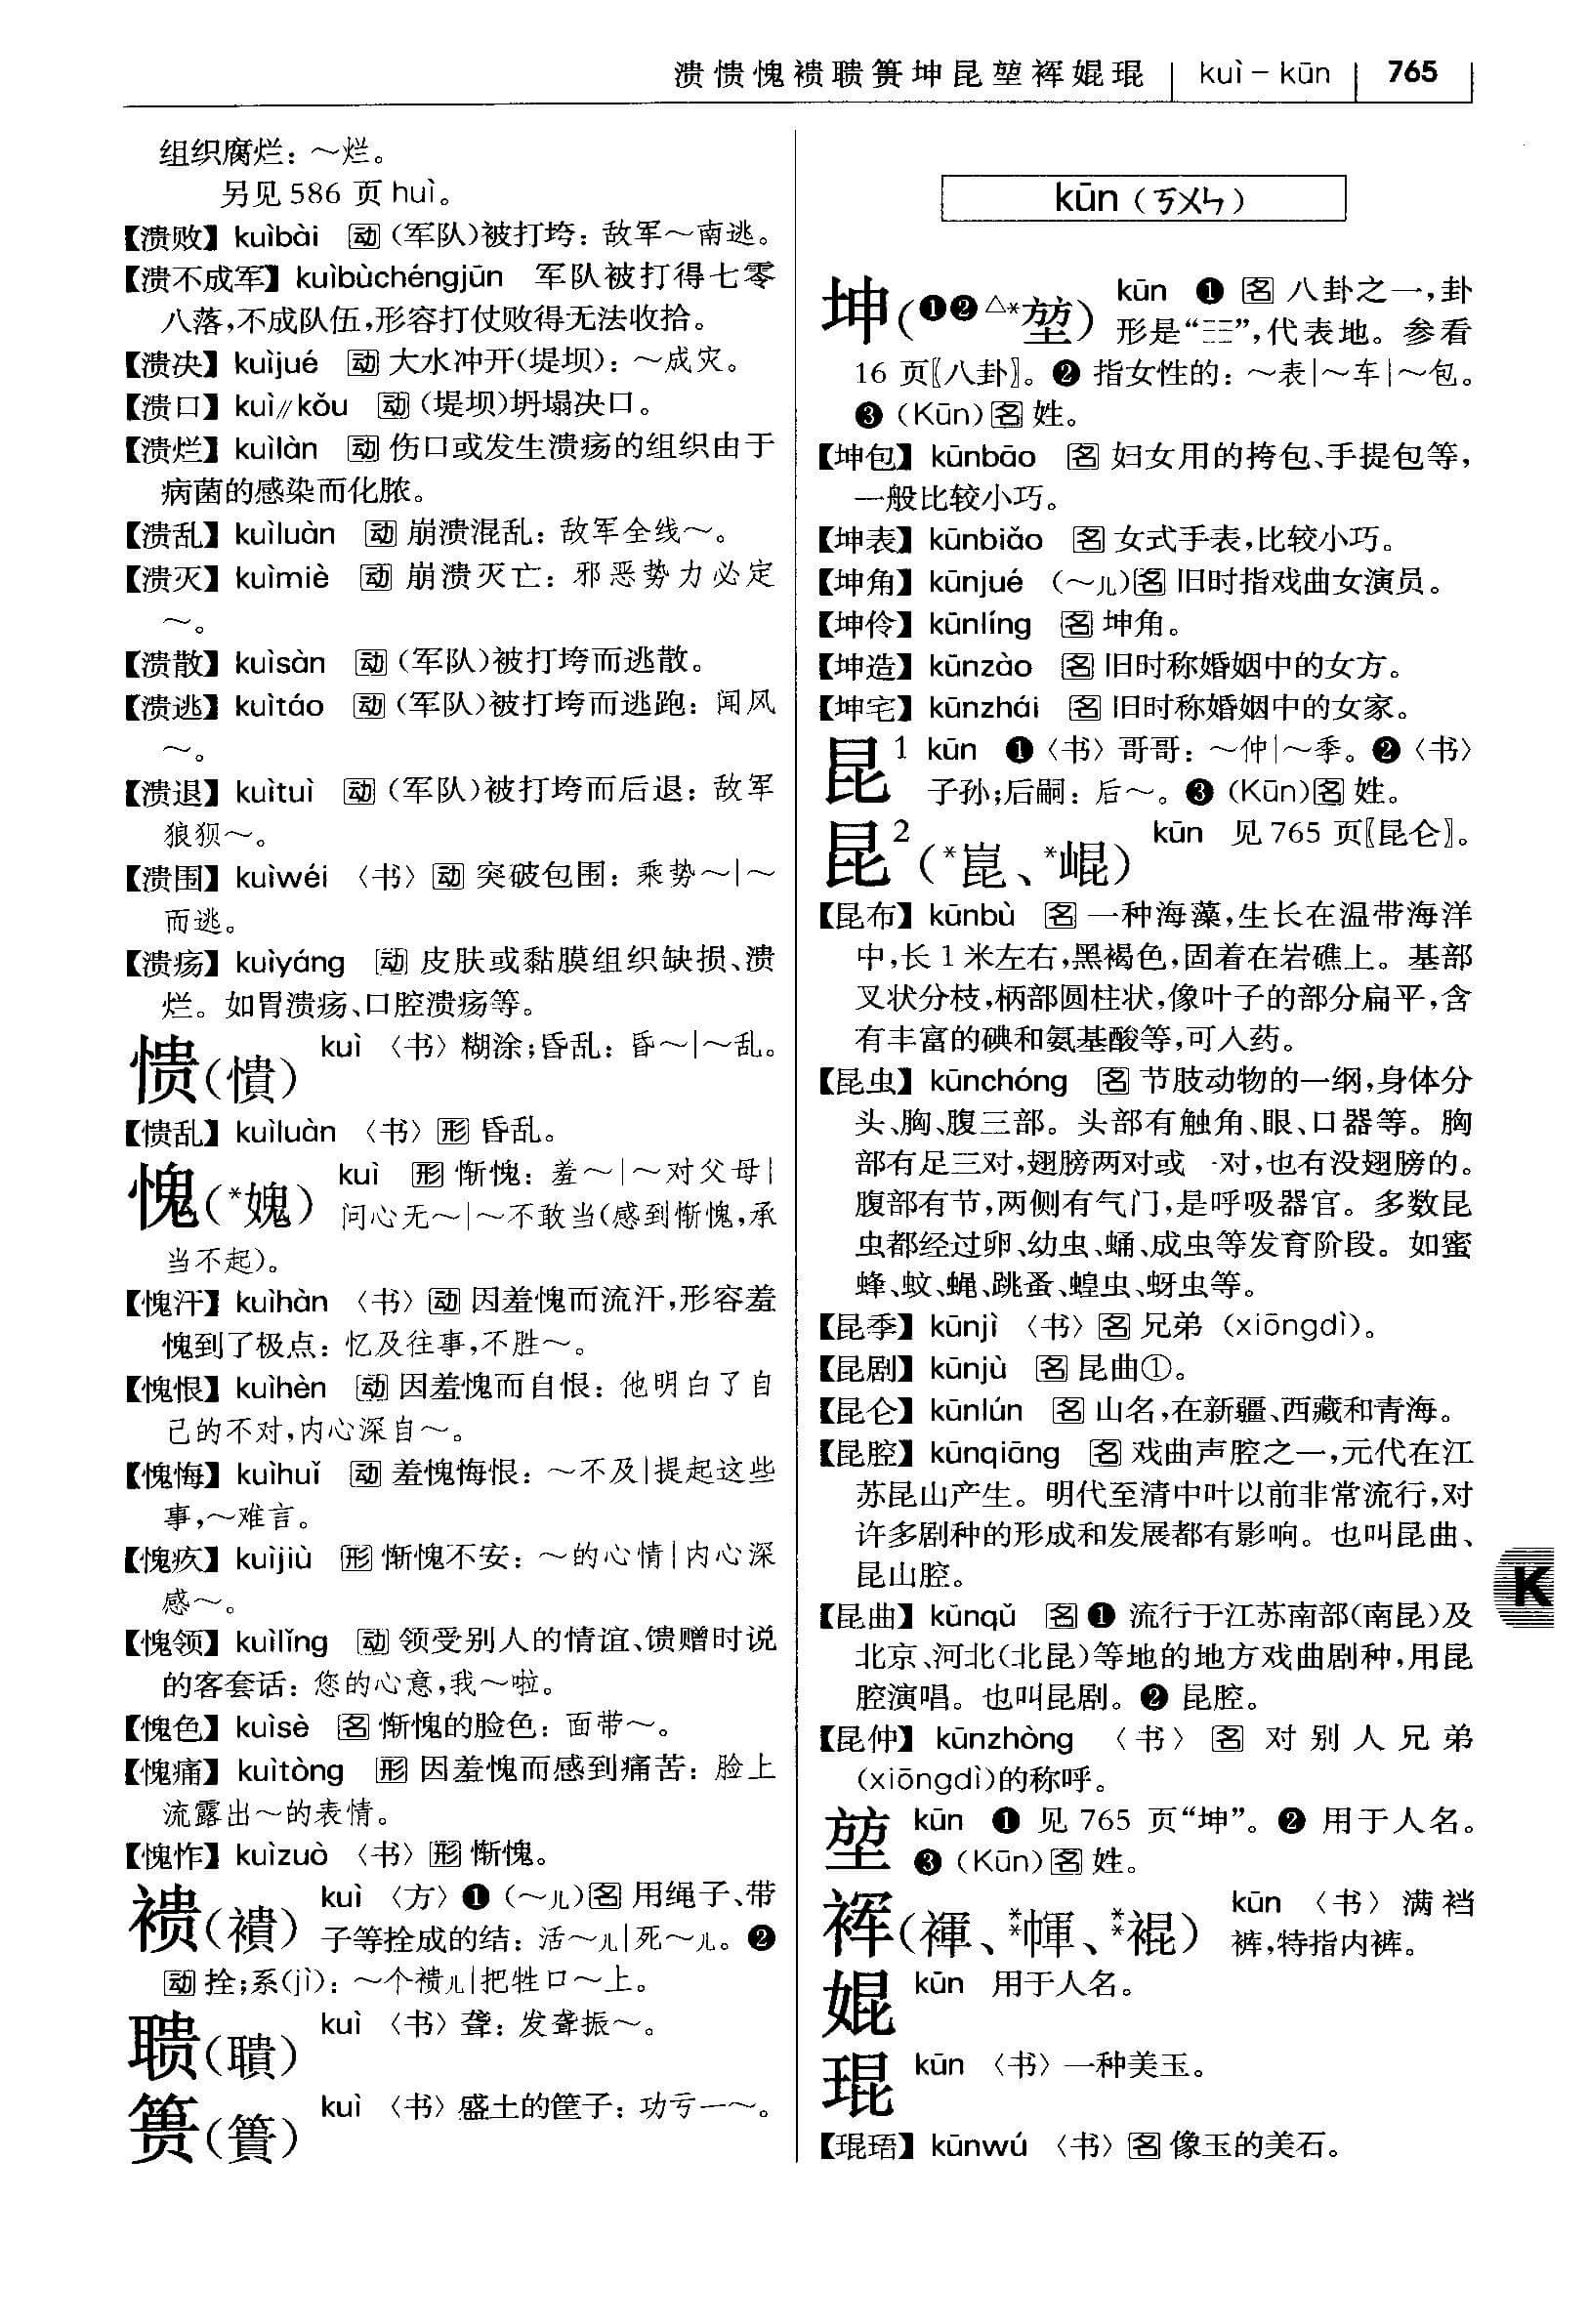 溃愦愧襀聩篑坤昆堃裈焜琨 kuì – kūn 765
组织腐烂：～烂。
另见 586 页 huì。
【溃败】kuìbài 动（军队）被打垮：敌军～南逃。
【溃不成军】kuìbùchéngjūn 军队被打得七零
八落，不成队伍，形容打仗败得无法收拾。
【溃决】kuìjué 动 大水冲开（堤坝）：～成灾。
【溃口】kuì//kǒu 动（堤坝）坍塌决口。
【溃烂】kuìlàn 动 伤口或发生溃疡的组织由于
病菌的感染而化脓。
【溃乱】kuìluàn 动 崩溃混乱：敌军全线～。
【溃灭】kuìmiè 动 崩溃灭亡：邪恶势力必定
～。
【溃散】kuìsàn 动（军队）被打垮而逃散。
【溃逃】kuìtáo 动（军队）被打垮而逃跑：闻风
～。
【溃退】kuìtuì 动（军队）被打垮而后退：敌军
狼狈～。
【溃围】kuìwéi〈书〉动 突破包围：乘势～|～
而逃。
【溃疡】kuìyáng 动 皮肤或黏膜组织缺损、溃
烂。如胃溃疡、口腔溃疡等。
愦（憒） kuì〈书〉糊涂；昏乱：昏～|～乱。
【愦乱】kuìluàn〈书〉形 昏乱。
愧（*媿） kuì 形 惭愧：羞～|～对父母|
问心无～|～不敢当（感到惭愧，承
当不起）。
【愧汗】kuìhàn〈书〉动 因羞愧而流汗，形容羞
愧到了极点：忆及往事，不胜～。
【愧恨】kuìhèn 动 因羞愧而自恨：他明白了自
己的不对，内心深自～。
【愧悔】kuìhuǐ 动 羞愧悔恨：～不及|提起这些
事，～难言。
【愧疚】kuìjiù 形 惭愧不安：～的心情|内心深
感～。
【愧领】kuìlǐng 动 领受别人的情谊、馈赠时说
的客套话：您的心意，我～啦。
【愧色】kuìsè 名 惭愧的脸色：面带～。
【愧痛】kuìtòng 形 因羞愧而感到痛苦：脸上
流露出～的表情。
【愧怍】kuìzuò〈书〉形 惭愧。
䙡（襀） kuì〈方〉❶（～儿）名 用绳子、带
子等拴成的结：活～儿|死～儿。❷
动 拴；系（jì）：～个䙡儿|把牲口～上。
聩（聵） kuì〈书〉聋：发聋振～。
篑（簣） kuì〈书〉盛土的筐子：功亏一～。
kūn（ㄎㄨㄣ）
坤（❶❷△*堃） kūn ❶ 名 八卦之一，卦
形是“☷”，代表地。参看
16 页〖八卦〗。❷ 指女性的：～表|～车|～包。
❸（Kūn）名 姓。
【坤包】kūnbāo 名 妇女用的挎包、手提包等，
一般比较小巧。
【坤表】kūnbiǎo 名 女式手表，比较小巧。
【坤角】kūnjué（～儿）名 旧时指戏曲女演员。
【坤伶】kūnlíng 名 坤角。
【坤造】kūnzào 名 旧时称婚姻中的女方。
【坤宅】kūnzhái 名 旧时称婚姻中的女家。
昆1 kūn ❶〈书〉哥哥：～仲|～季。❷〈书〉
子孙；后嗣：后～。❸（Kūn）名 姓。
昆2（*崑、*崐） kūn 见 765 页〖昆仑〗。
【昆布】kūnbù 名 一种海藻，生长在温带海洋
中，长 1 米左右，黑褐色，固着在岩礁上。基部
叉状分枝，柄部圆柱状，像叶子的部分扁平，含
有丰富的碘和氨基酸等，可入药。
【昆虫】kūnchóng 名 节肢动物的一纲，身体分
头、胸、腹三部。头部有触角、眼、口器等。胸
部有足三对，翅膀两对或一对，也有没翅膀的。
腹部有节，两侧有气门，是呼吸器官。多数昆
虫都经过卵、幼虫、蛹、成虫等发育阶段。如蜜
蜂、蚊、蝇、跳蚤、蝗虫、蚜虫等。
【昆季】kūnjì〈书〉名 兄弟（xiōngdì）。
【昆剧】kūnjù 名 昆曲①。
【昆仑】kūnlún 名 山名，在新疆、西藏和青海。
【昆腔】kūnqiāng 名 戏曲声腔之一，元代在江
苏昆山产生。明代至清中叶以前非常流行，对
许多剧种的形成和发展都有影响。也叫昆曲、
昆山腔。
【昆曲】kūnqǔ 名 ❶ 流行于江苏南部（南昆）及
北京、河北（北昆）等地的地方戏曲剧种，用昆
腔演唱。也叫昆剧。❷ 昆腔。
【昆仲】kūnzhòng〈书〉名 对别人兄弟
（xiōngdì）的称呼。
堃 kūn ❶ 见 765 页“坤”。❷ 用于人名。
❸（Kūn）名 姓。
裈（褌、**㡓、**裩） kūn〈书〉满裆
裤，特指内裤。
婫 kūn 用于人名。
琨 kūn〈书〉一种美玉。
【琨珸】kūnwú〈书〉名 像玉的美石。
K